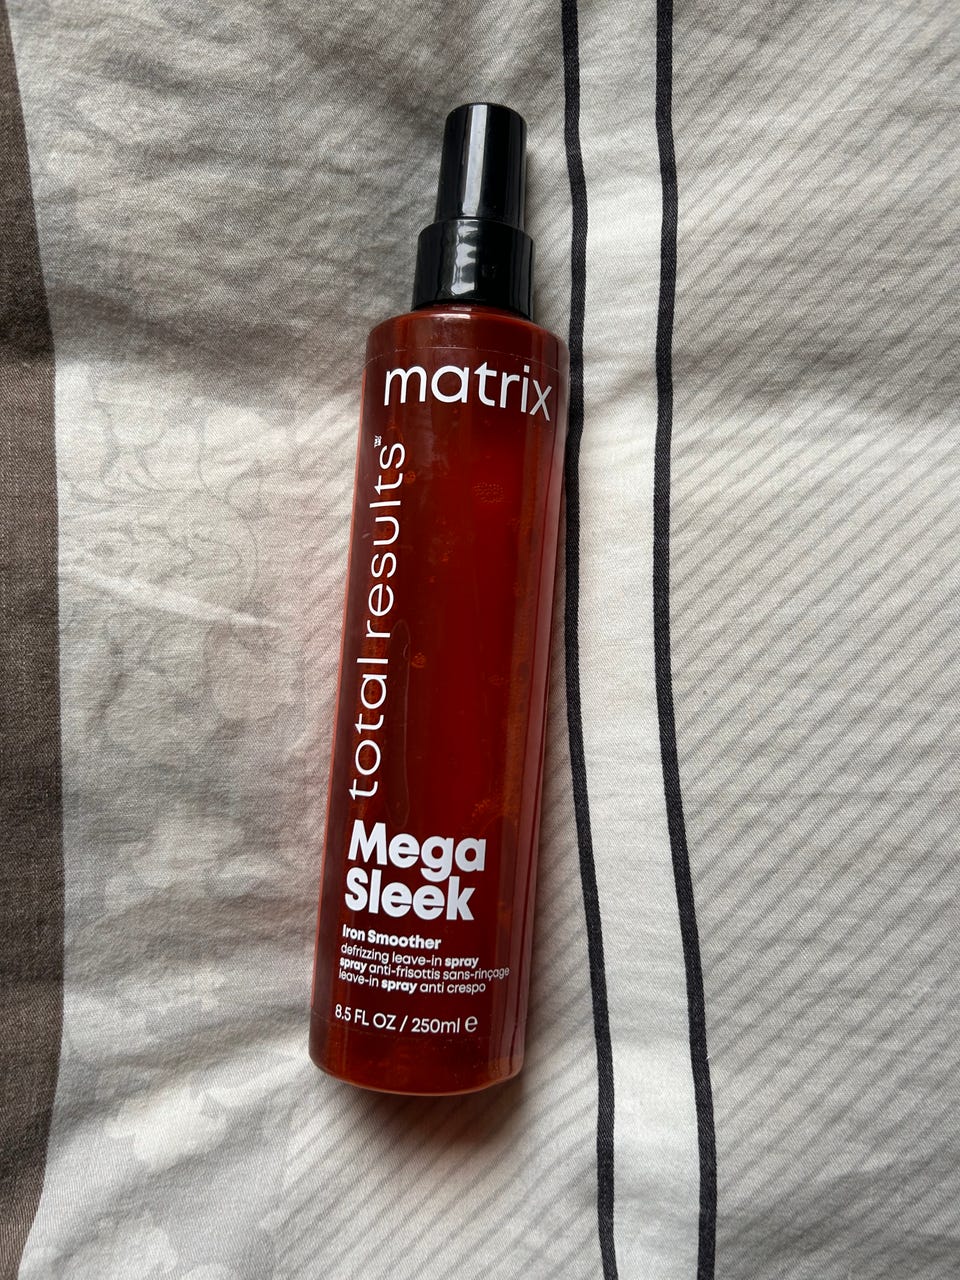 matrix
total results™
Mega
Sleek
Iron Smoother
defrizzing leave-in spray
spray anti-frisottis sans-rinçage
leave-in spray anti crespo
8.5 FL OZ / 250ml ℮